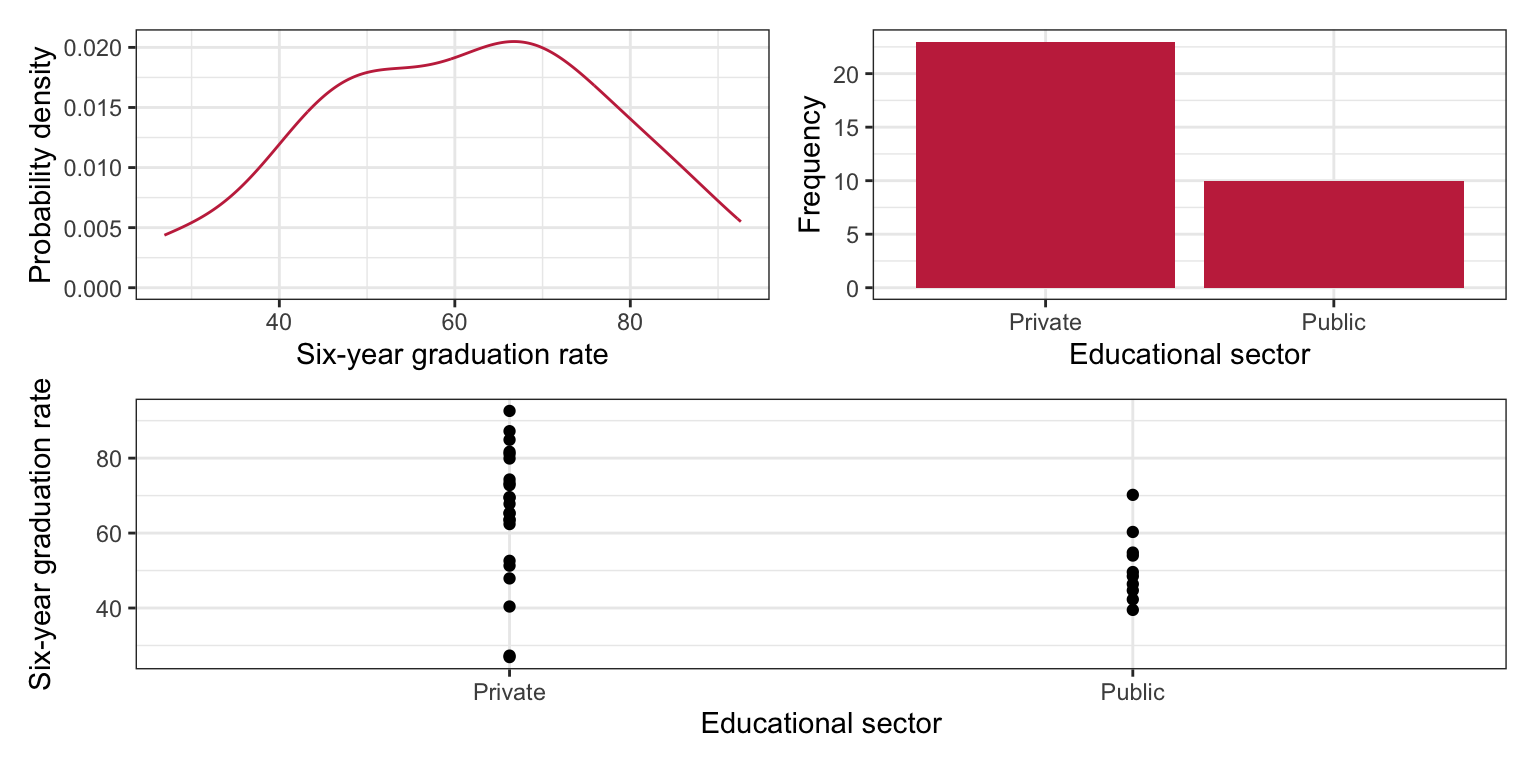 Probability density
0.020
0.015
0.010
0.005
0.000
40 60 80
Six-year graduation rate
Frequency
20
15
10
5
0
Private Public
Educational sector
Six-year graduation rate
80
60
40
Private Public
Educational sector